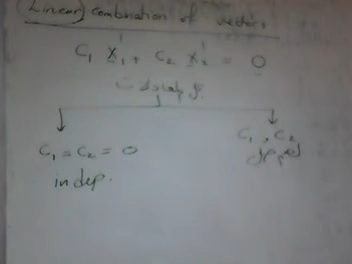 (Linear) combination of vectors
C₁ X₁ + C₂ X₂ = 0
C₁ = C₂ = 0
C₁ , C₂
indep.